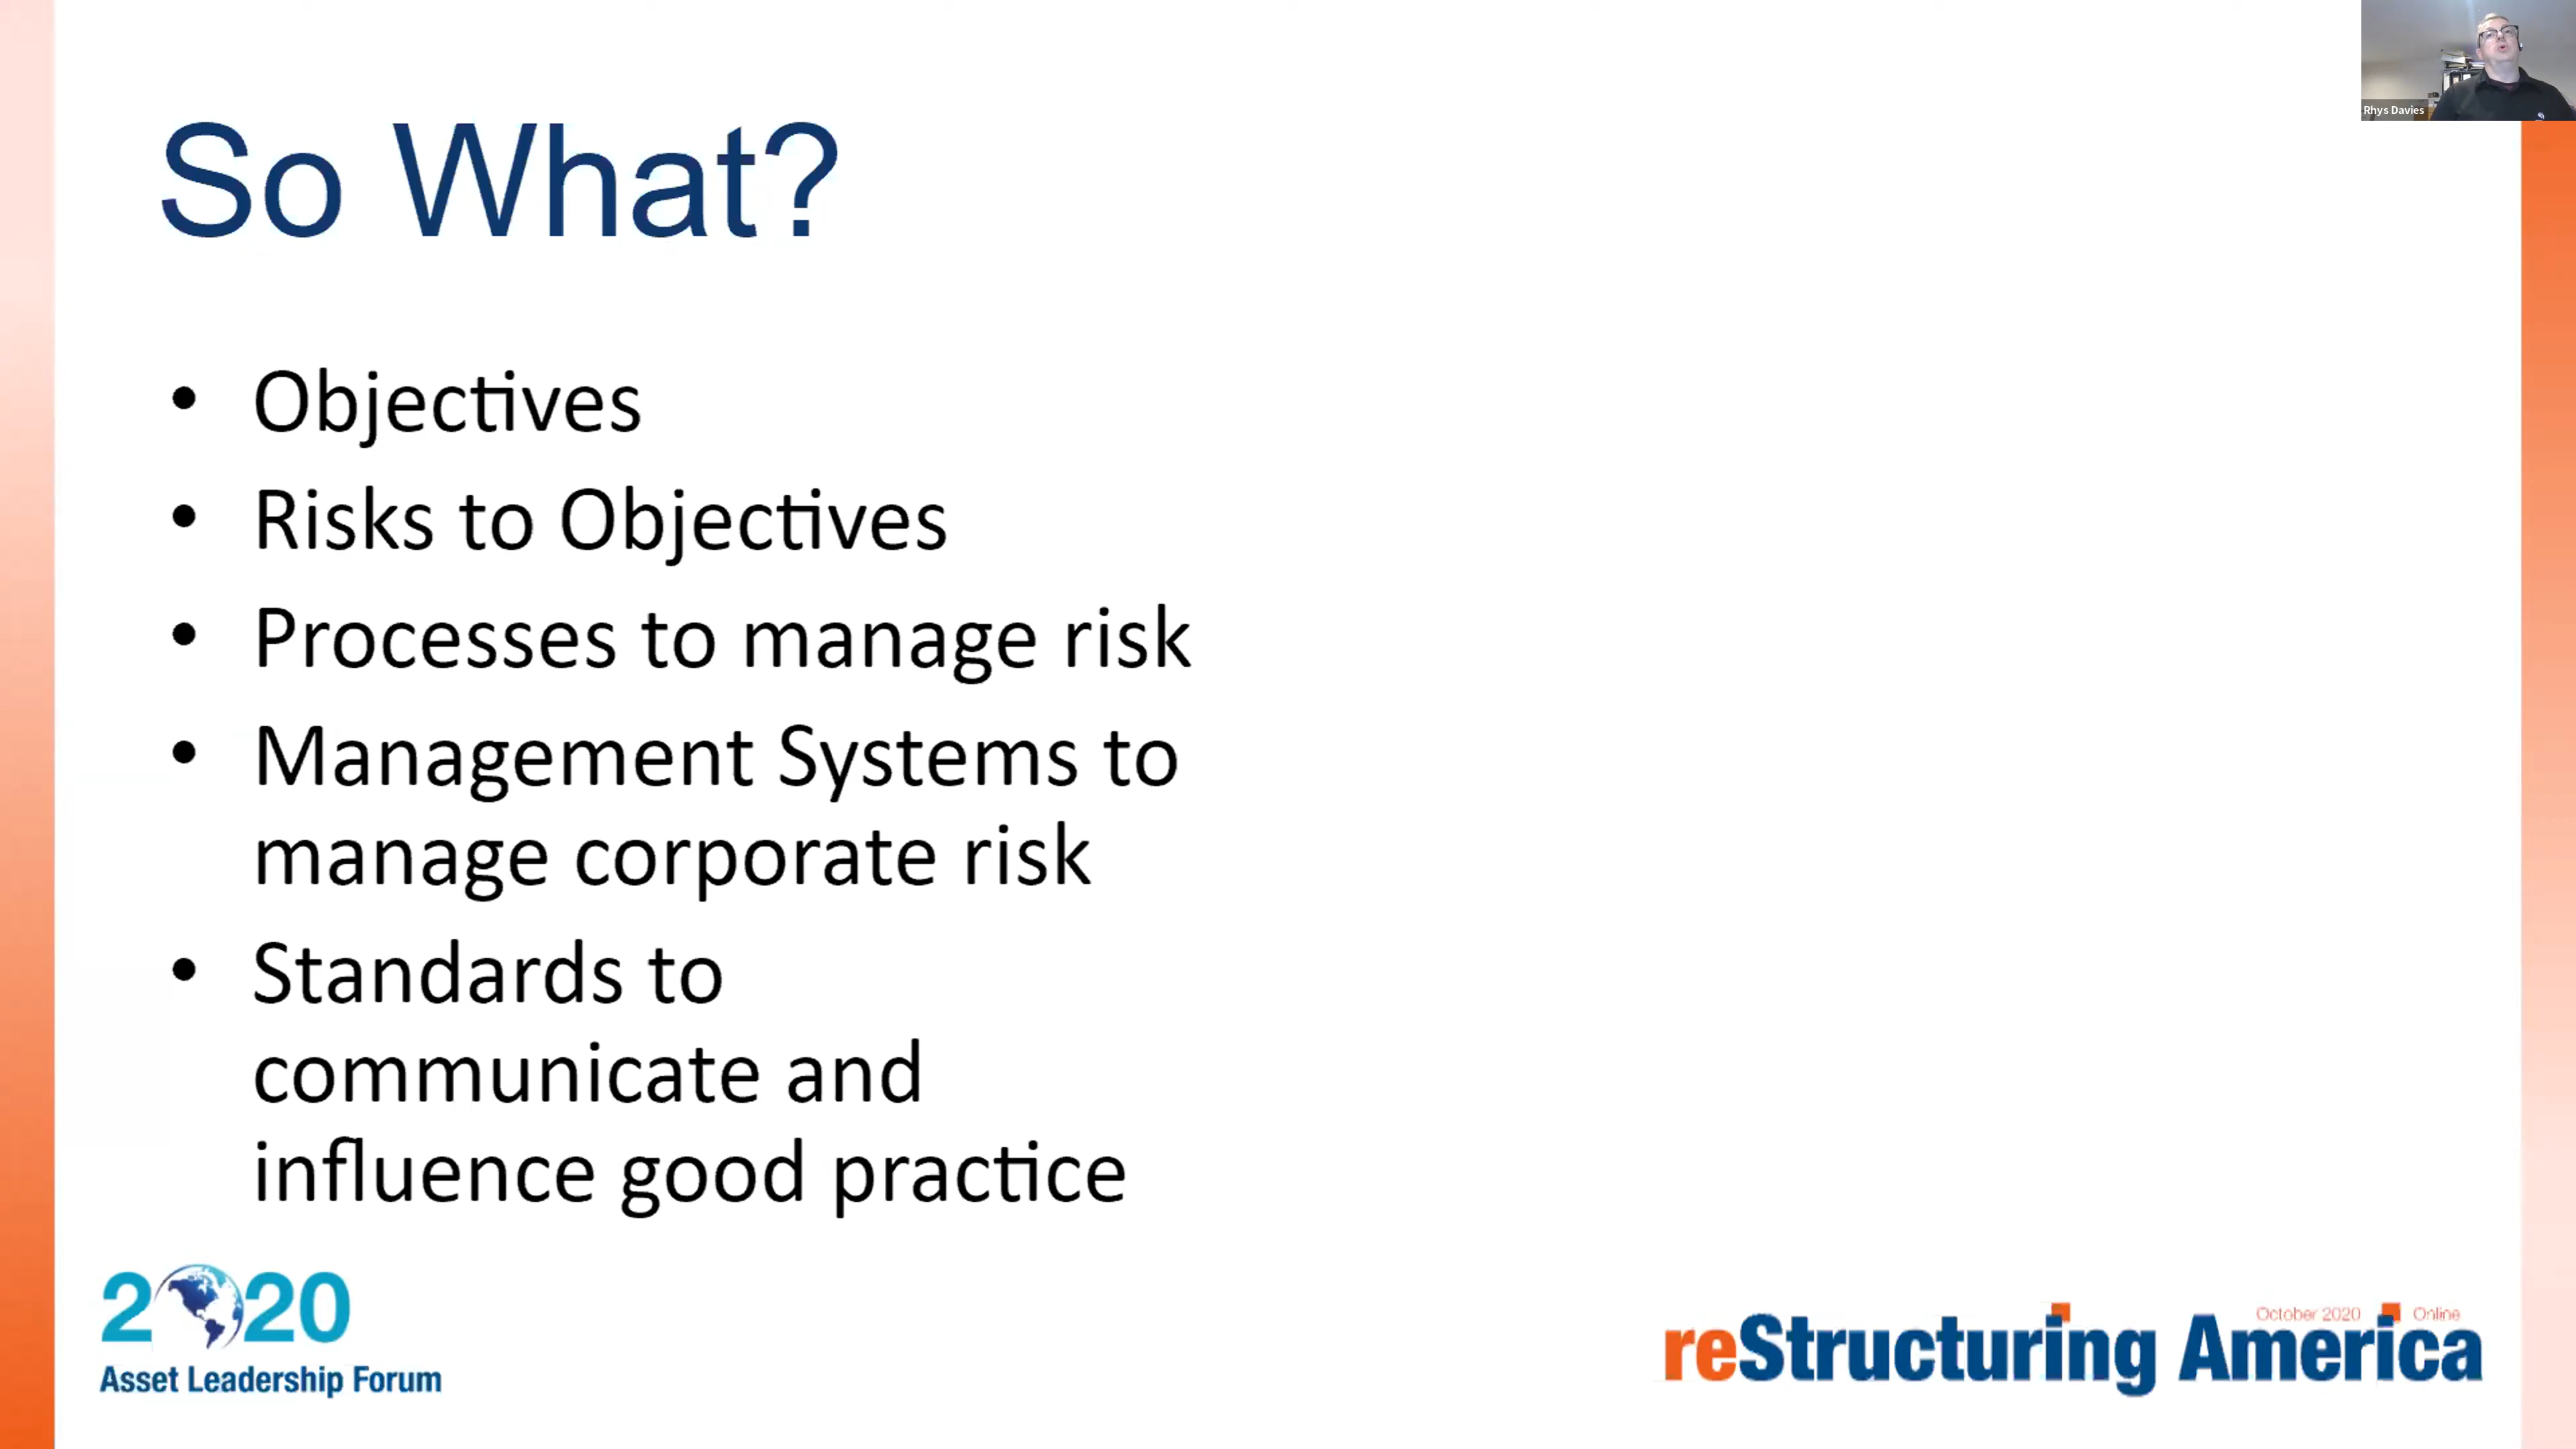 Rhys Davies
So What?
• Objectives
• Risks to Objectives
• Processes to manage risk
• Management Systems to
manage corporate risk
• Standards to
communicate and
influence good practice
2020
Asset Leadership Forum
October 2020 Online
reStructuring America